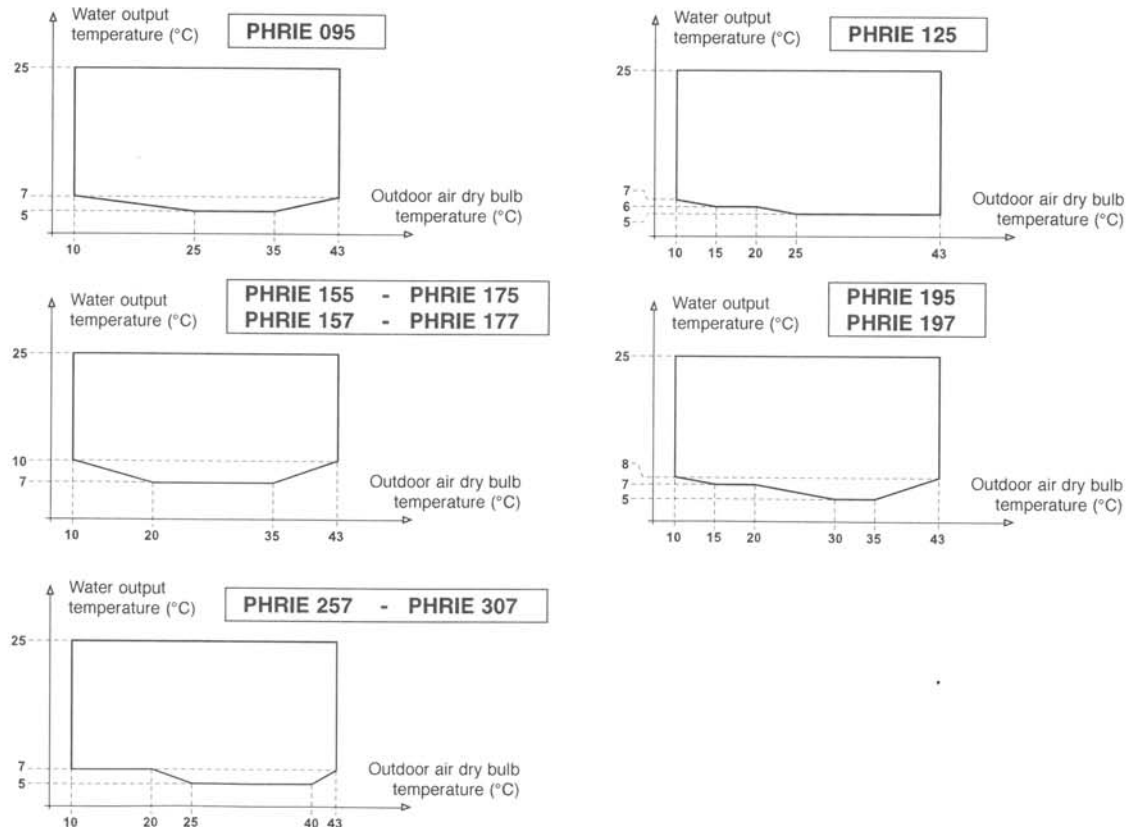 Water output
temperature (°C)
PHRIE 095
25
7
5
Outdoor air dry bulb
temperature (°C)
10 25 35 43
Water output
temperature (°C)
PHRIE 125
25
7
6
5
Outdoor air dry bulb
temperature (°C)
10 15 20 25 43
Water output
temperature (°C)
PHRIE 155 - PHRIE 175
PHRIE 157 - PHRIE 177
25
10
7
Outdoor air dry bulb
temperature (°C)
10 20 35 43
Water output
temperature (°C)
PHRIE 195
PHRIE 197
25
8
7
5
Outdoor air dry bulb
temperature (°C)
10 15 20 30 35 43
Water output
temperature (°C)
PHRIE 257 - PHRIE 307
25
7
5
Outdoor air dry bulb
temperature (°C)
10 20 25 40 43